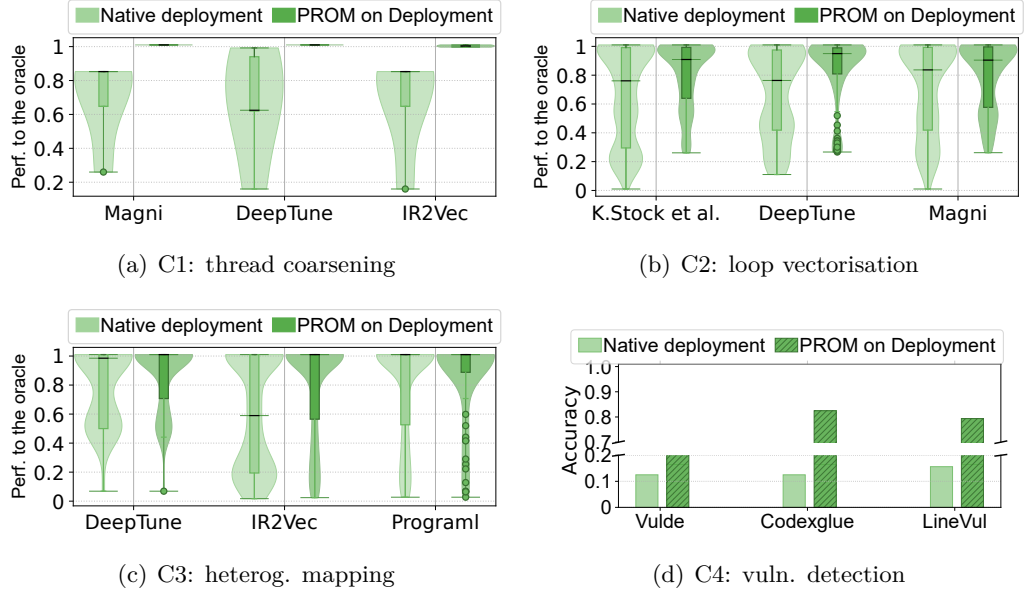 Native deployment PROM on Deployment
Perf. to the oracle
1
0.8
0.6
0.4
0.2
Magni DeepTune IR2Vec
(a) C1: thread coarsening
Native deployment PROM on Deployment
Perf. to the oracle
1
0.8
0.6
0.4
0.2
0
K.Stock et al. DeepTune Magni
(b) C2: loop vectorisation
Native deployment PROM on Deployment
Perf. to the oracle
1
0.8
0.6
0.4
0.2
0
DeepTune IR2Vec Programl
(c) C3: heterog. mapping
Native deployment PROM on Deployment
Accuracy
1.0
0.9
0.8
0.7
0.2
0.1
0
Vulde Codexglue LineVul
(d) C4: vuln. detection